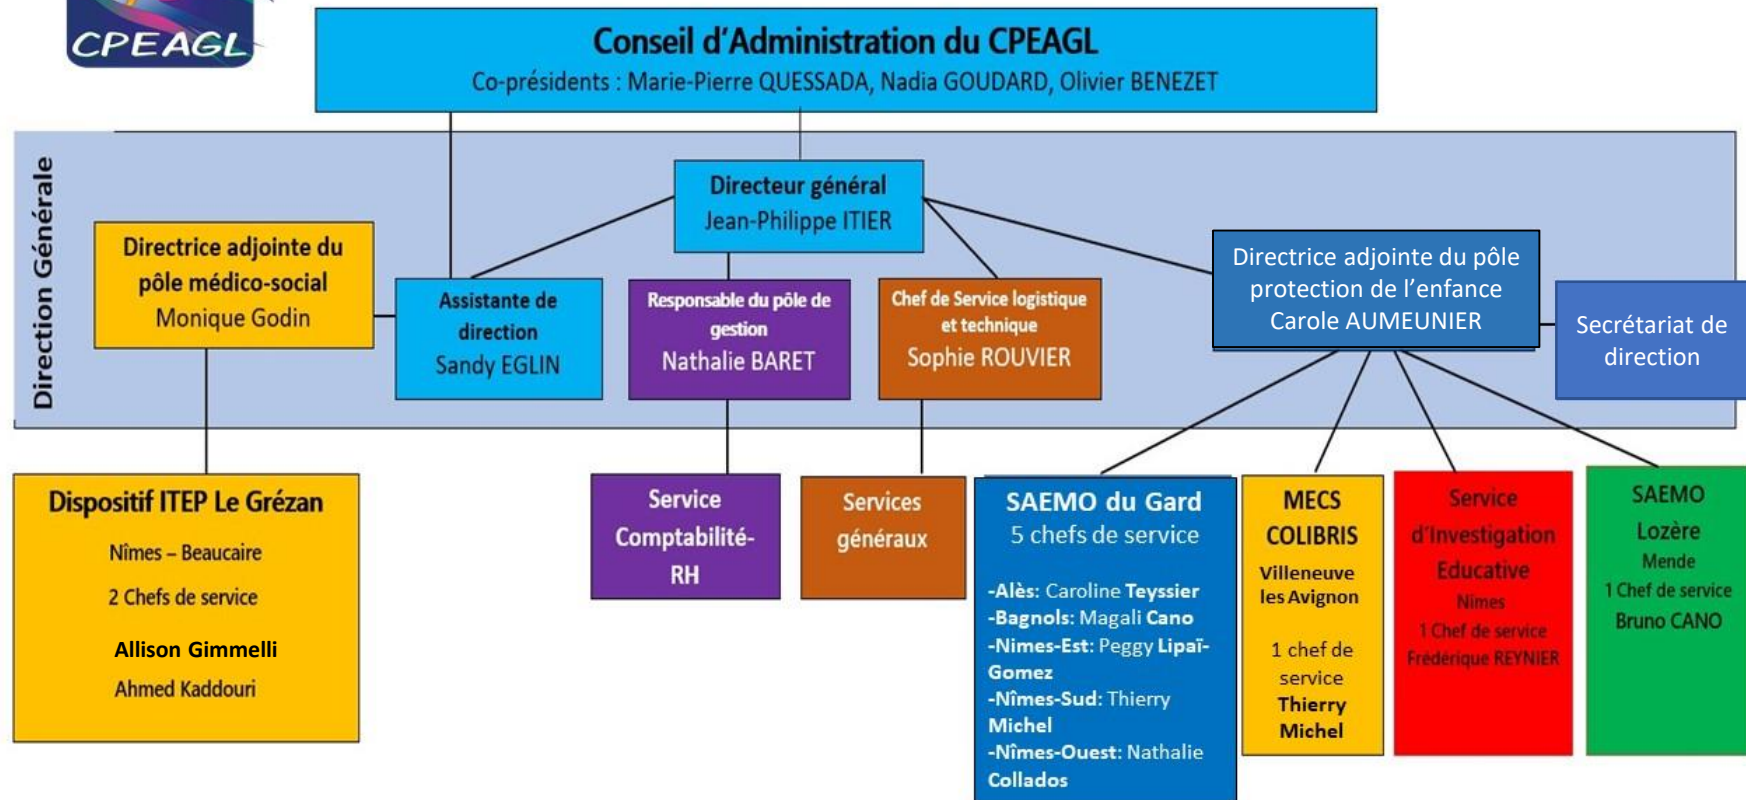 CPEAGL
Conseil d'Administration du CPEAGL
Co-présidents : Marie-Pierre QUESSADA, Nadia GOUDARD, Olivier BENEZET
Direction Générale
Directeur général
Jean-Philippe ITIER
Directrice adjointe du
pôle médico-social
Monique Godin
Assistante de
direction
Sandy EGLIN
Responsable du pôle de
gestion
Nathalie BARET
Chef de Service logistique
et technique
Sophie ROUVIER
Directrice adjointe du pôle
protection de l'enfance
Carole AUMEUNIER
Secrétariat de
direction
Dispositif ITEP Le Grézan
Nîmes – Beaucaire
2 Chefs de service
Allison Gimmelli
Ahmed Kaddouri
Service
Comptabilité-
RH
Services
généraux
SAEMO du Gard
5 chefs de service
-Alès: Caroline Teyssier
-Bagnols: Magali Cano
-Nimes-Est: Peggy Lipaï-
Gomez
-Nîmes-Sud: Thierry
Michel
-Nîmes-Ouest: Nathalie
Collados
MECS
COLIBRIS
Villeneuve
les Avignon
1 chef de
service
Thierry
Michel
Service
d'Investigation
Educative
Nîmes
1 Chef de service
Frédérique REYNIER
SAEMO
Lozère
Mende
1 Chef de service
Bruno CANO